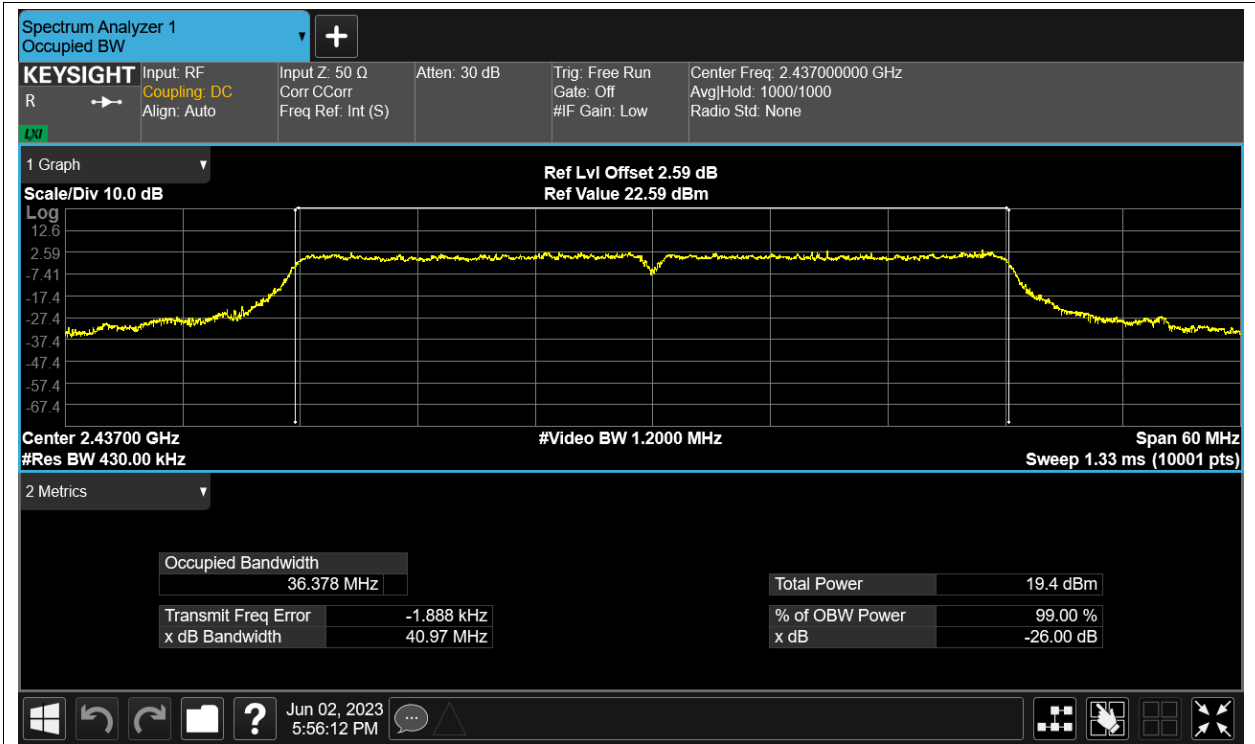 Spectrum Analyzer 1
Occupied BW
KEYSIGHT
R
LXI
Input: RF
Coupling: DC
Align: Auto
Input Z: 50 Ω
Corr CCorr
Freq Ref: Int (S)
Atten: 30 dB
Trig: Free Run
Gate: Off
#IF Gain: Low
Center Freq: 2.437000000 GHz
Avg|Hold: 1000/1000
Radio Std: None
1 Graph
Scale/Div 10.0 dB
Ref Lvl Offset 2.59 dB
Ref Value 22.59 dBm
Log
12.6
2.59
-7.41
-17.4
-27.4
-37.4
-47.4
-57.4
-67.4
Center 2.43700 GHz
#Res BW 430.00 kHz
#Video BW 1.2000 MHz
Span 60 MHz
Sweep 1.33 ms (10001 pts)
2 Metrics
Occupied Bandwidth
36.378 MHz
Transmit Freq Error -1.888 kHz
x dB Bandwidth 40.97 MHz
Total Power 19.4 dBm
% of OBW Power 99.00 %
x dB -26.00 dB
?
Jun 02, 2023
5:56:12 PM